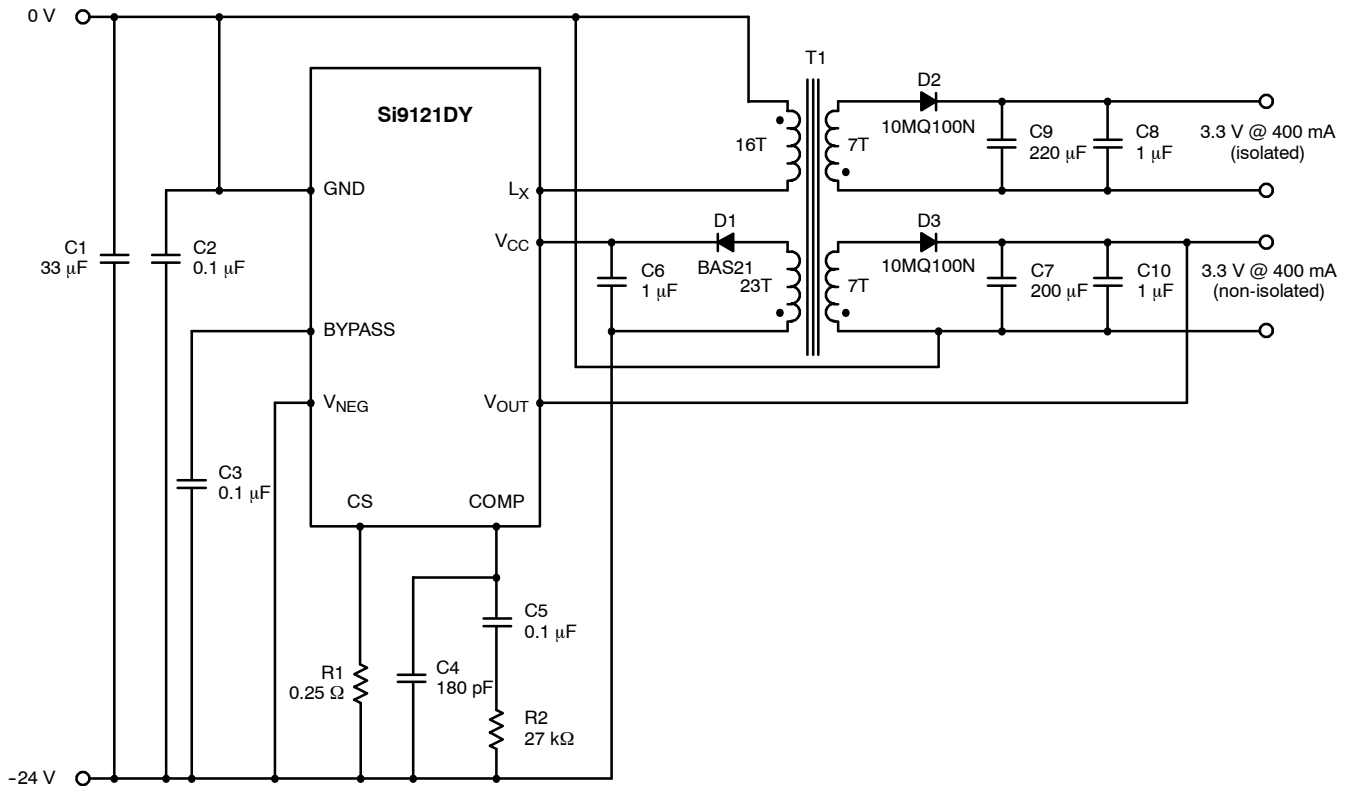 0 V
T1
D2
Si9121DY
10MQ100N
C9
220 µF
C8
1 µF
3.3 V @ 400 mA
(isolated)
16T
7T
GND
LX
C1
33 µF
C2
0.1 µF
VCC
D1
BAS21
23T
C6
1 µF
D3
10MQ100N
7T
C7
200 µF
C10
1 µF
3.3 V @ 400 mA
(non-isolated)
BYPASS
VNEG
VOUT
C3
0.1 µF
CS
COMP
C5
0.1 µF
R1
0.25 Ω
C4
180 pF
R2
27 kΩ
-24 V